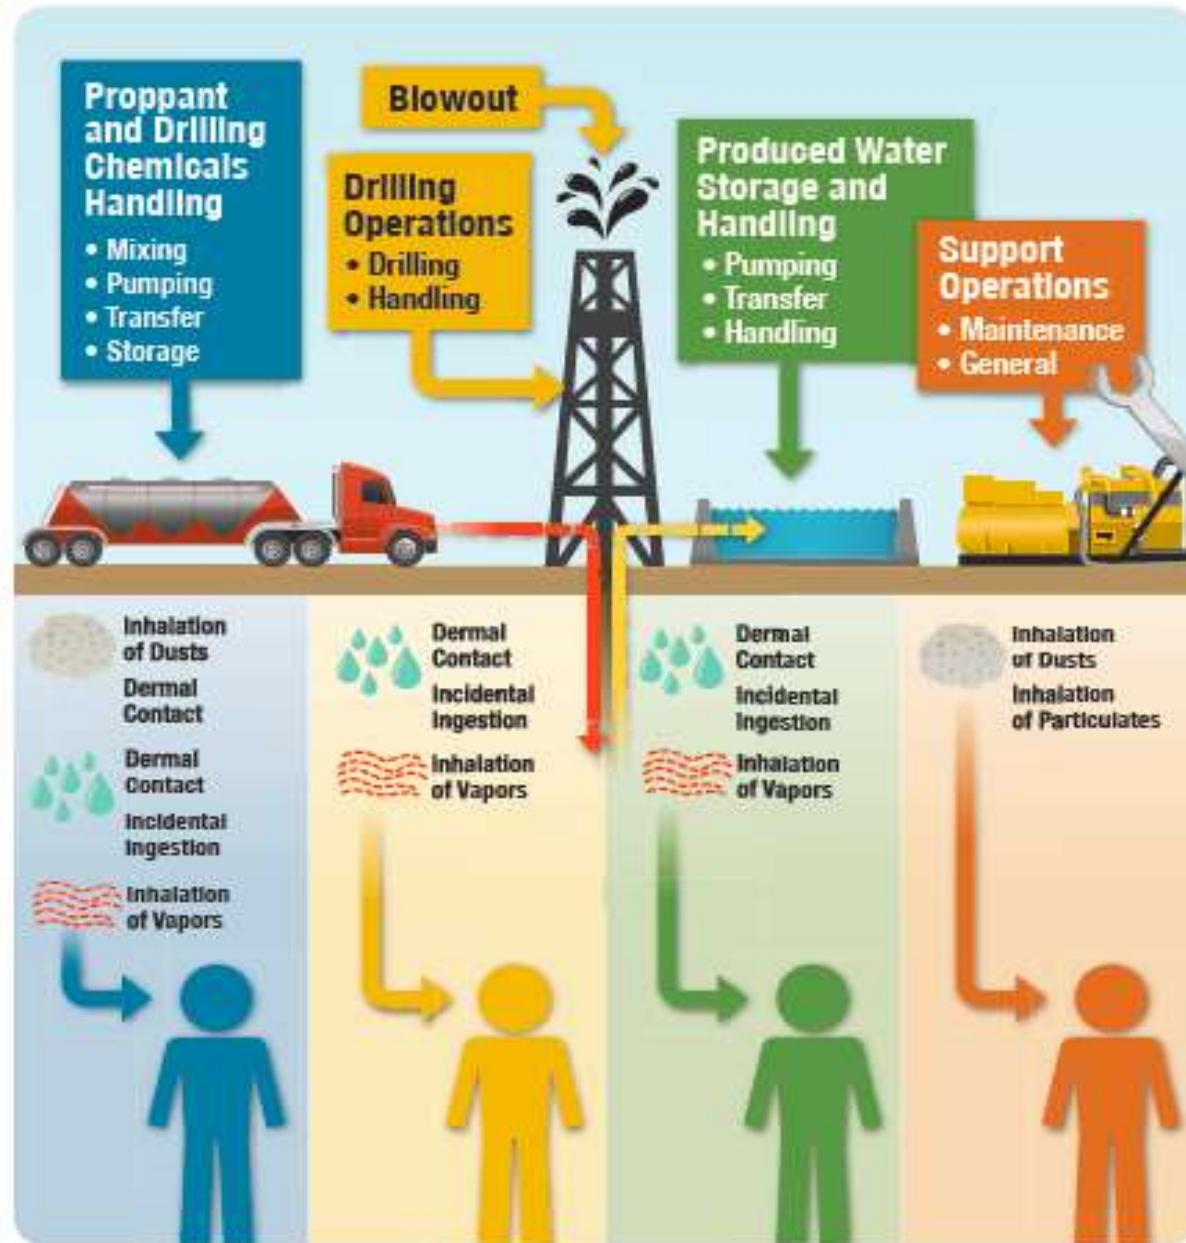 Proppant
and Drilling
Chemicals
Handling
• Mixing
• Pumping
• Transfer
• Storage
Blowout
Drilling
Operations
• Drilling
• Handling
Produced Water
Storage and
Handling
• Pumping
• Transfer
• Handling
Support
Operations
• Maintenance
• General
Inhalation
of Dusts
Dermal
Contact
Dermal
Contact
Incidental
Ingestion
Inhalation
of Vapors
Dermal
Contact
Incidental
Ingestion
Inhalation
of Vapors
Dermal
Contact
Incidental
Ingestion
Inhalation
of Vapors
Inhalation
of Dusts
Inhalation
of Particulates